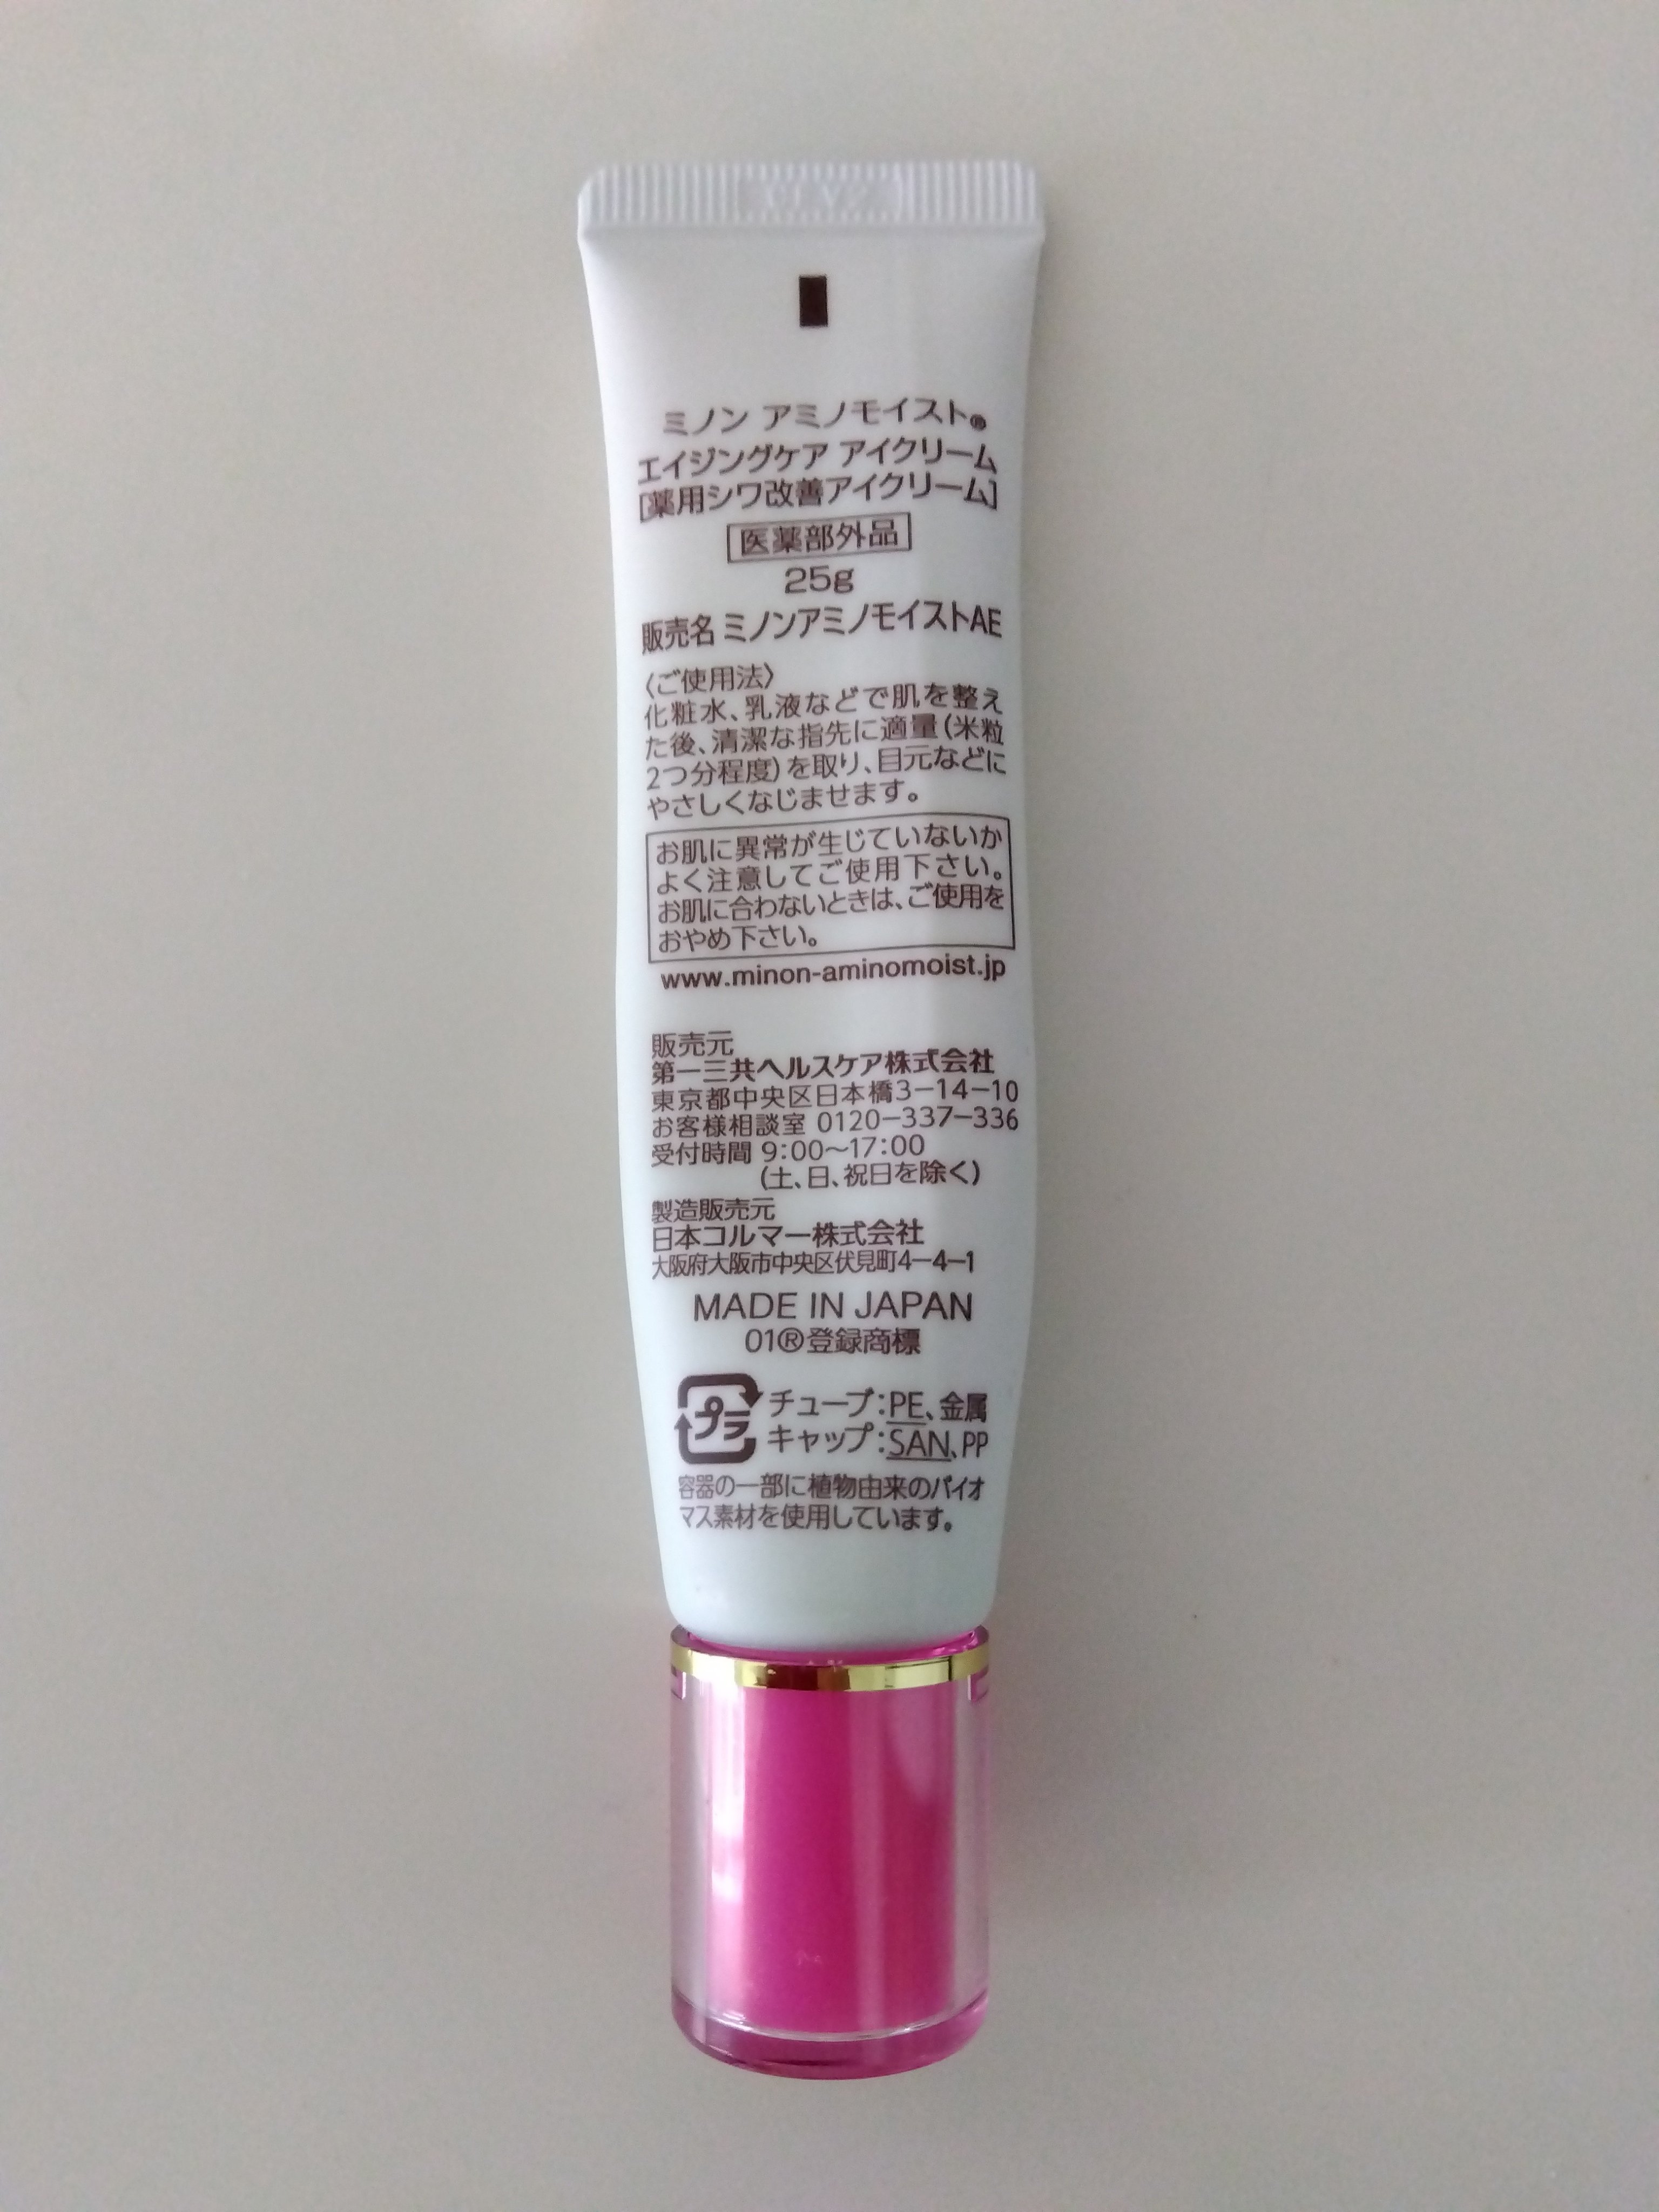 ミノン アミノモイスト®
エイジングケア アイクリーム
[薬用シワ改善アイクリーム]
医薬部外品
25g
販売名 ミノンアミノモイストAE
〈ご使用法〉
化粧水、乳液などで肌を整え
た後、清潔な指先に適量(米粒
2つ分程度)を取り、目元などに
やさしくなじませます。
お肌に異常が生じていないか
よく注意してご使用下さい。
お肌に合わないときは、ご使用を
おやめ下さい。
www.minon-aminomoist.jp
販売元
第一三共ヘルスケア株式会社
東京都中央区日本橋3−14−10
お客様相談室 0120−337−336
受付時間 9:00〜17:00
(土、日、祝日を除く)
製造販売元
日本コルマー株式会社
大阪府大阪市中央区伏見町4−4−1
MADE IN JAPAN
01®登録商標
プラ チューブ:PE、金属
キャップ:SAN、PP
容器の一部に植物由来のバイオ
マス素材を使用しています。